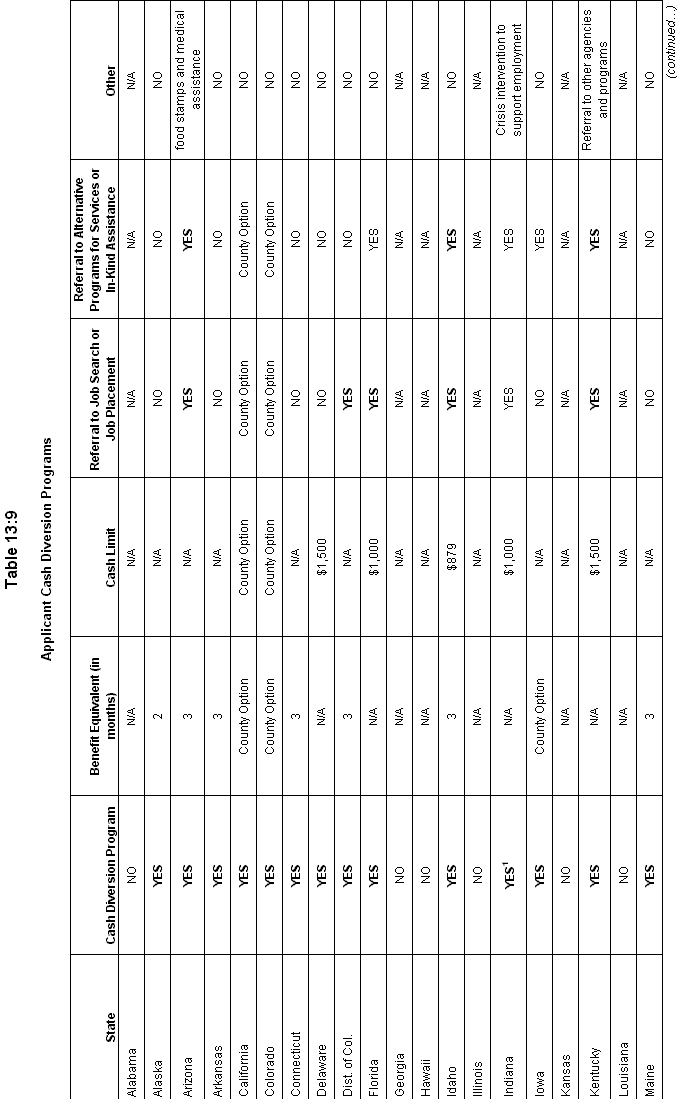 Table 13:9
Applicant Cash Diversion Programs
State | Cash Diversion Program | Benefit Equivalent (in months) | Cash Limit | Referral to Job Search or Job Placement | Referral to Alternative Programs for Services or In-Kind Assistance | Other
Alabama | NO | N/A | N/A | N/A | N/A | N/A
Alaska | YES | 2 | N/A | NO | NO | NO
Arizona | YES | 3 | N/A | YES | YES | food stamps and medical assistance
Arkansas | YES | 3 | N/A | NO | NO | NO
California | YES | County Option | County Option | County Option | County Option | NO
Colorado | YES | County Option | County Option | County Option | County Option | NO
Connecticut | YES | 3 | N/A | NO | NO | NO
Delaware | YES | N/A | $1,500 | NO | NO | NO
Dist. of Col. | YES | 3 | N/A | YES | NO | NO
Florida | YES | N/A | $1,000 | YES | YES | NO
Georgia | NO | N/A | N/A | N/A | N/A | N/A
Hawaii | NO | N/A | N/A | N/A | N/A | N/A
Idaho | YES | 3 | $879 | YES | YES | NO
Illinois | NO | N/A | N/A | N/A | N/A | N/A
Indiana | YES¹ | N/A | $1,000 | YES | YES | Crisis intervention to support employment
Iowa | YES | County Option | N/A | NO | YES | NO
Kansas | NO | N/A | N/A | N/A | N/A | N/A
Kentucky | YES | N/A | $1,500 | YES | YES | Referral to other agencies and programs
Louisiana | NO | N/A | N/A | N/A | N/A | N/A
Maine | YES | 3 | N/A | NO | NO | NO
(continued...)